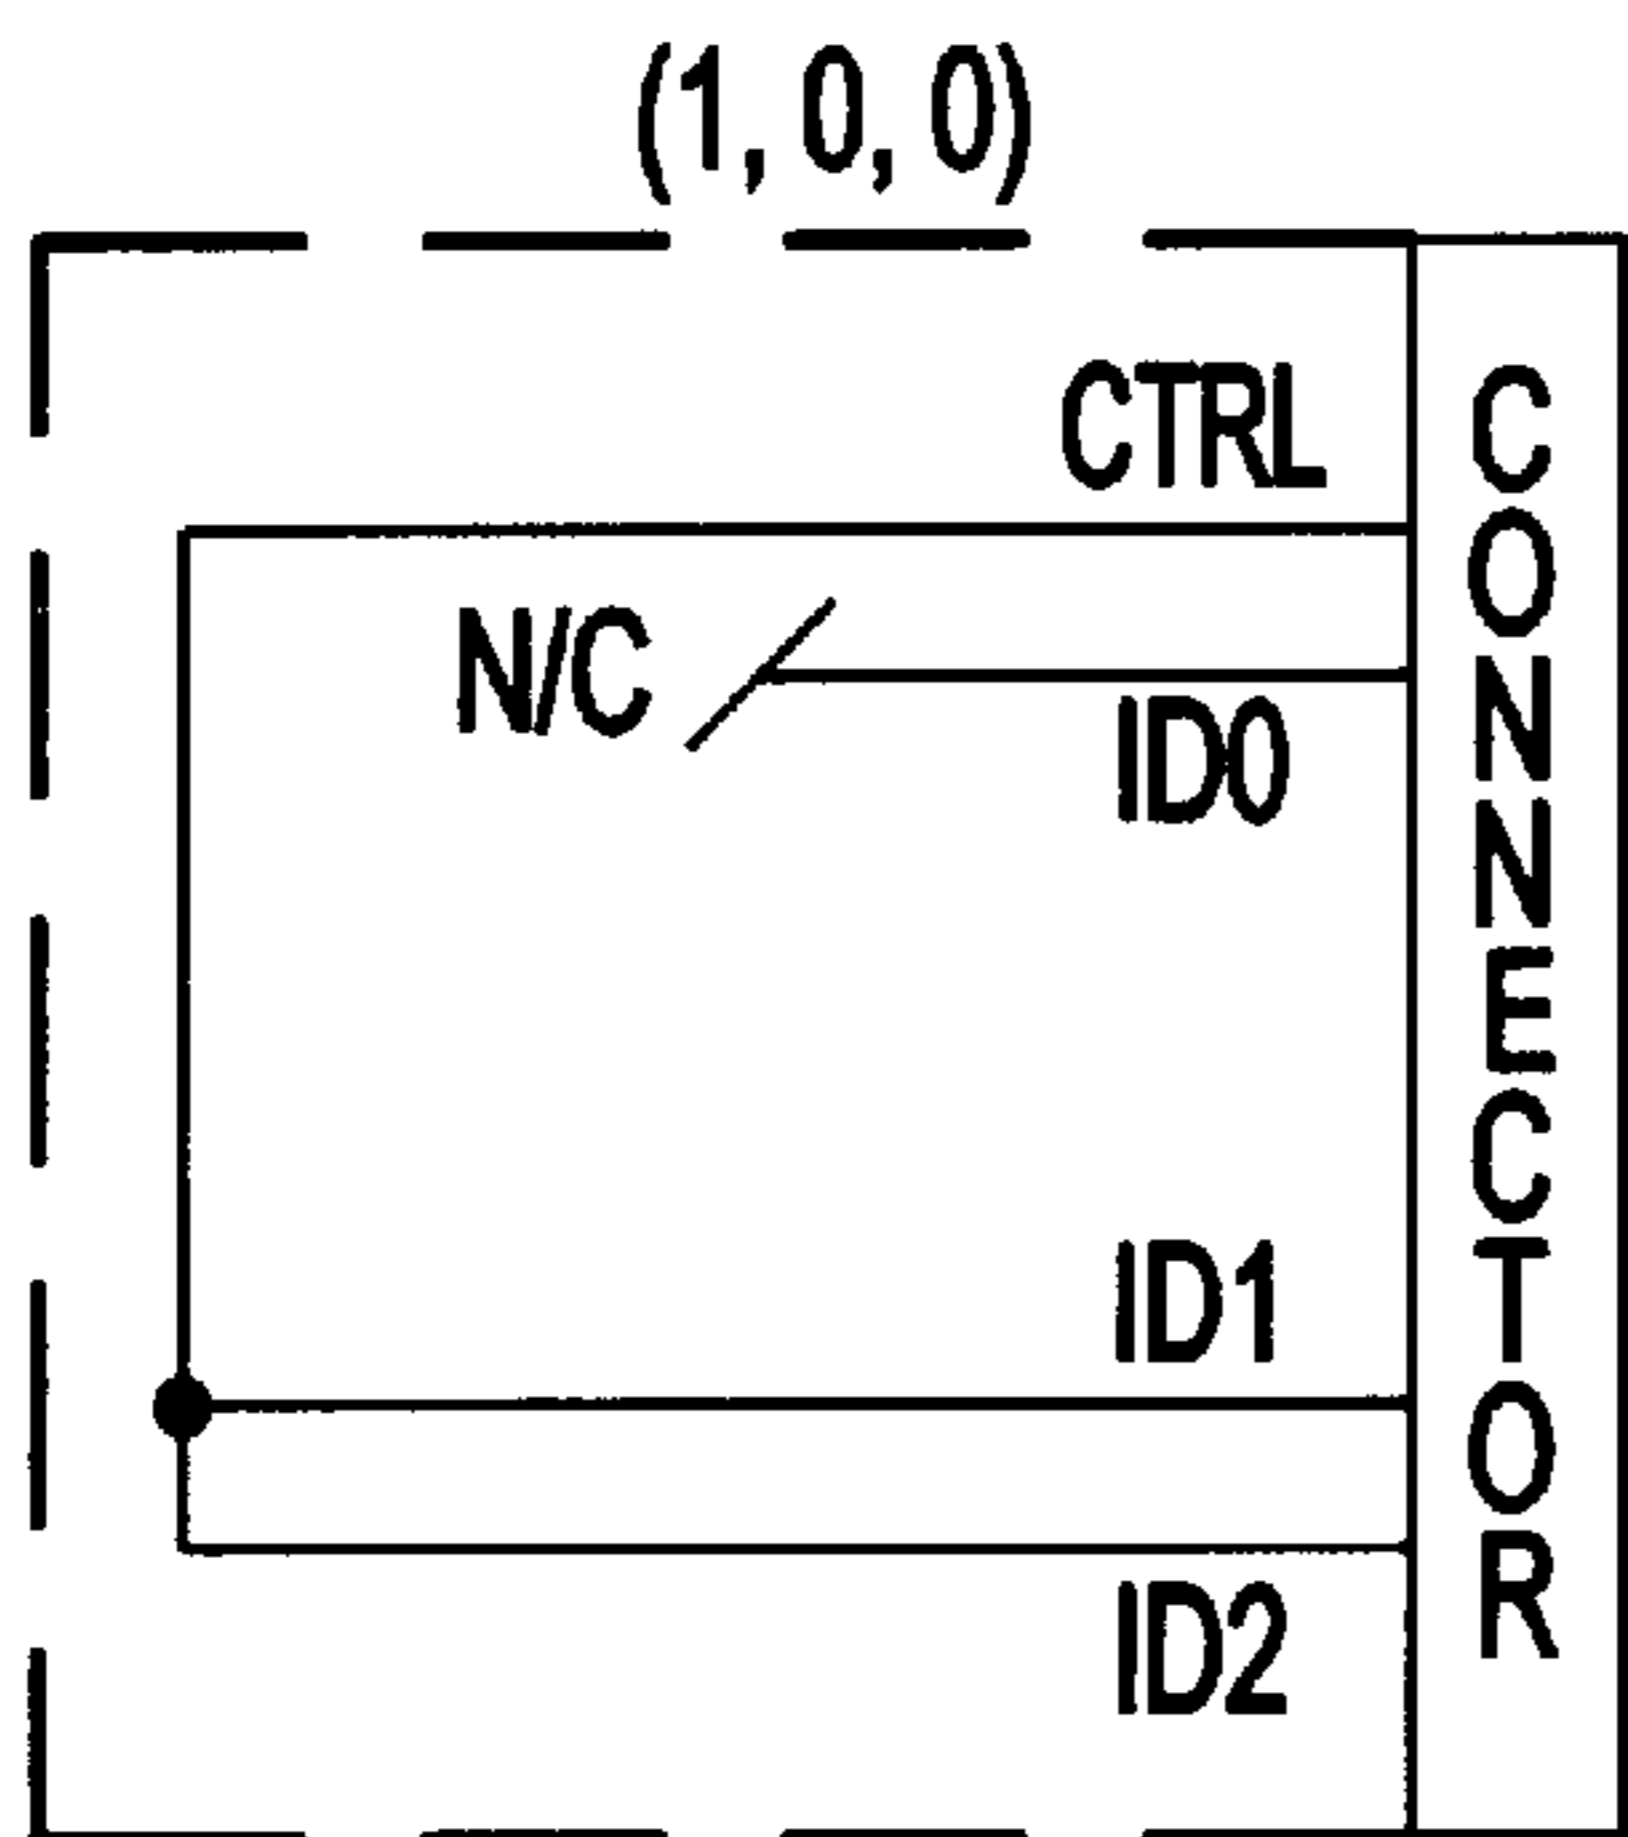 (1, 0, 0)
CTRL
N/C
ID0
ID1
ID2
CONNECTOR